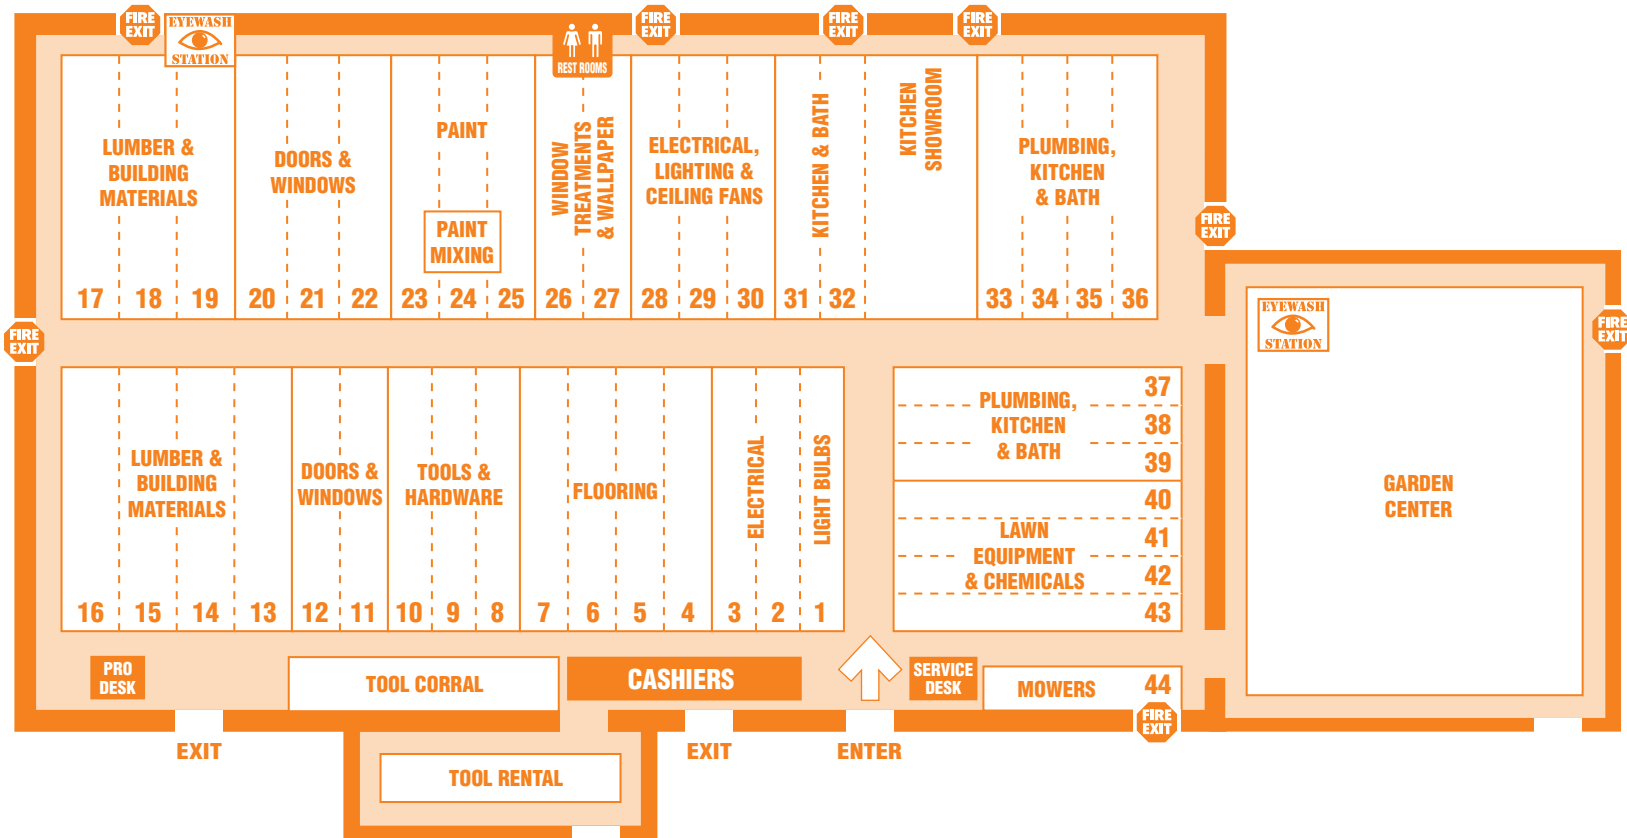 FIRE
EXIT
EYEWASH
STATION
REST ROOMS
FIRE
EXIT
FIRE
EXIT
FIRE
EXIT
LUMBER &
BUILDING
MATERIALS
DOORS &
WINDOWS
PAINT
PAINT
MIXING
WINDOW
TREATMENTS
& WALLPAPER
ELECTRICAL,
LIGHTING &
CEILING FANS
KITCHEN & BATH
KITCHEN
SHOWROOM
PLUMBING,
KITCHEN
& BATH
FIRE
EXIT
17 18 19 20 21 22 23 24 25 26 27 28 29 30 31 32 33 34 35 36
FIRE
EXIT
EYEWASH
STATION
FIRE
EXIT
LUMBER &
BUILDING
MATERIALS
DOORS &
WINDOWS
TOOLS &
HARDWARE
FLOORING
ELECTRICAL
LIGHT BULBS
16 15 14 13 12 11 10 9 8 7 6 5 4 3 2 1
PLUMBING,
KITCHEN
& BATH
37
38
39
LAWN
EQUIPMENT
& CHEMICALS
40
41
42
43
GARDEN
CENTER
PRO
DESK
TOOL CORRAL
CASHIERS
SERVICE
DESK
MOWERS 44
FIRE
EXIT
EXIT
EXIT
ENTER
TOOL RENTAL